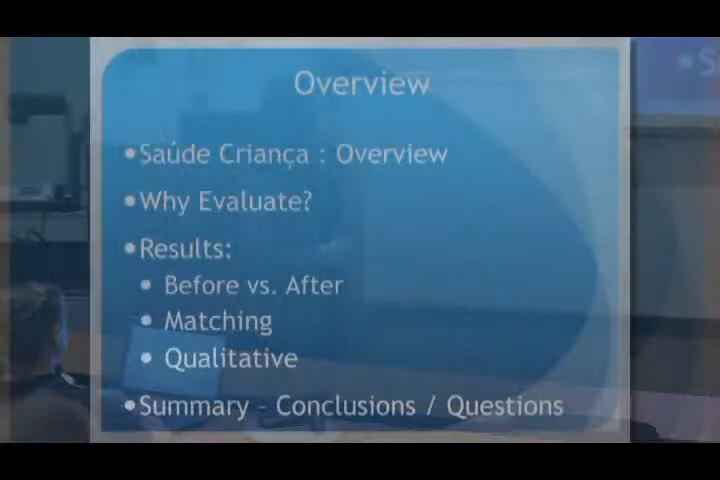 Overview
•Saúde Criança : Overview
•Why Evaluate?
•Results:
• Before vs. After
• Matching
• Qualitative
•Summary – Conclusions / Questions